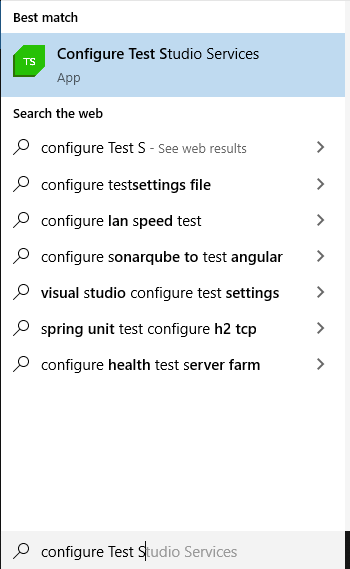 Best match
TS
Configure Test Studio Services
App
Search the web
configure Test S - See web results
configure testsettings file
configure lan speed test
configure sonarqube to test angular
visual studio configure test settings
spring unit test configure h2 tcp
configure health test server farm
configure Test Studio Services